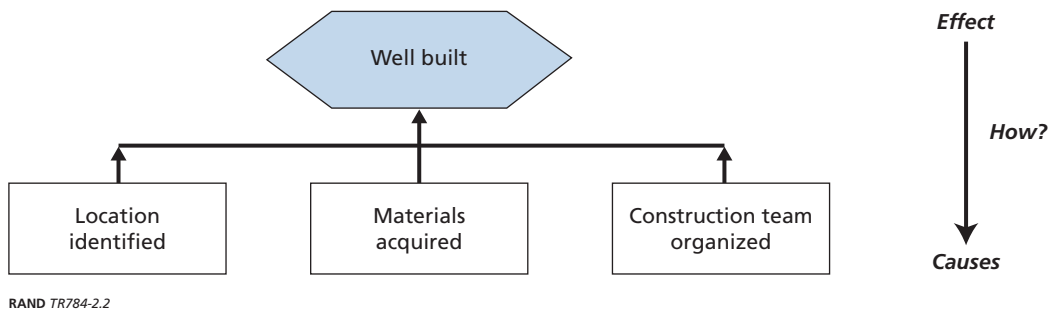 Well built
Effect
How?
Location
identified
Materials
acquired
Construction team
organized
Causes
RAND TR784-2.2